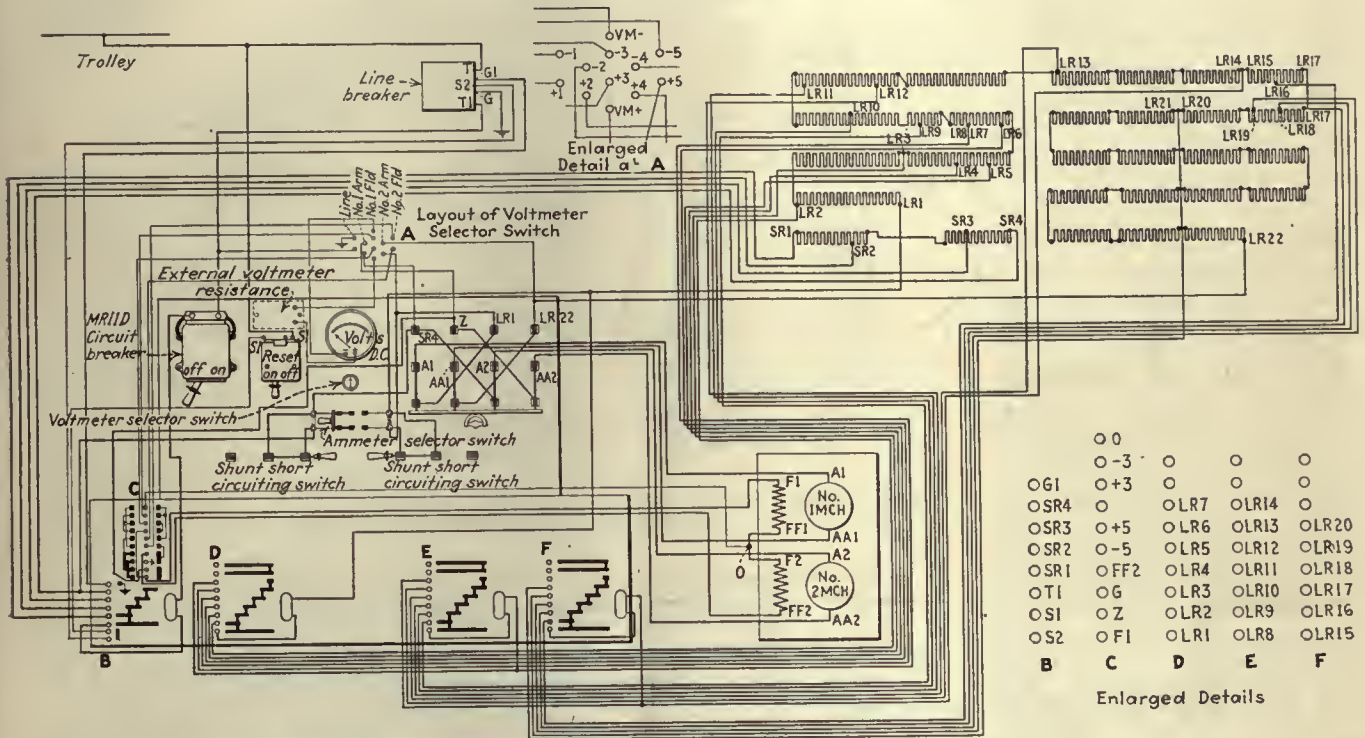 Trolley
Line
breaker
T
G1
S2
G
T1
VM-
-1
-2
-3
-4
-5
+1
+2
+3
+4
+5
VM+
Enlarged
Detail at A
LR11
LR12
LR10
LR9
LR8
LR7
LR6
LR3
LR4
LR5
LR2
LR1
SR1
SR2
SR3
SR4
LR13
LR14
LR15
LR17
LR16
LR21
LR20
LR19
LR18
LR17
LR22
Line
No.1 Arm
No.1 Fld
No.2 Arm
No.2 Fld
A
Layout of Voltmeter
Selector Switch
External voltmeter
resistance
MR11D
Circuit
breaker
off on
S1
S1
Reset
on off
Volts
D.C.
Z
LR1
LR22
SR4
A1
AA1
A2
AA2
Voltmeter selector switch
Ammeter selector switch
Shunt short
circuiting switch
Shunt short
circuiting switch
C
D
E
F
B
F1
FF1
A1
No.
1MCH
AA1
O
F2
FF2
A2
No.
2MCH
AA2
O
-3
G1 +3
SR4 LR7 LR14
SR3 +5 LR6 LR13 LR20
SR2 -5 LR5 LR12 LR19
SR1 FF2 LR4 LR11 LR18
T1 G LR3 LR10 LR17
S1 Z LR2 LR9 LR16
S2 F1 LR1 LR8 LR15
B C D E F
Enlarged Details